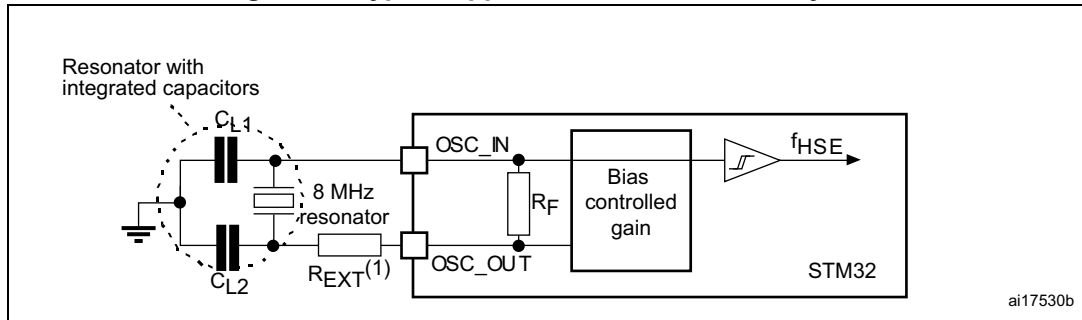 Resonator with
integrated capacitors
CL1
OSC_IN
fHSE
8 MHz
resonator
RF
Bias
controlled
gain
REXT(1)
OSC_OUT
CL2
STM32
ai17530b